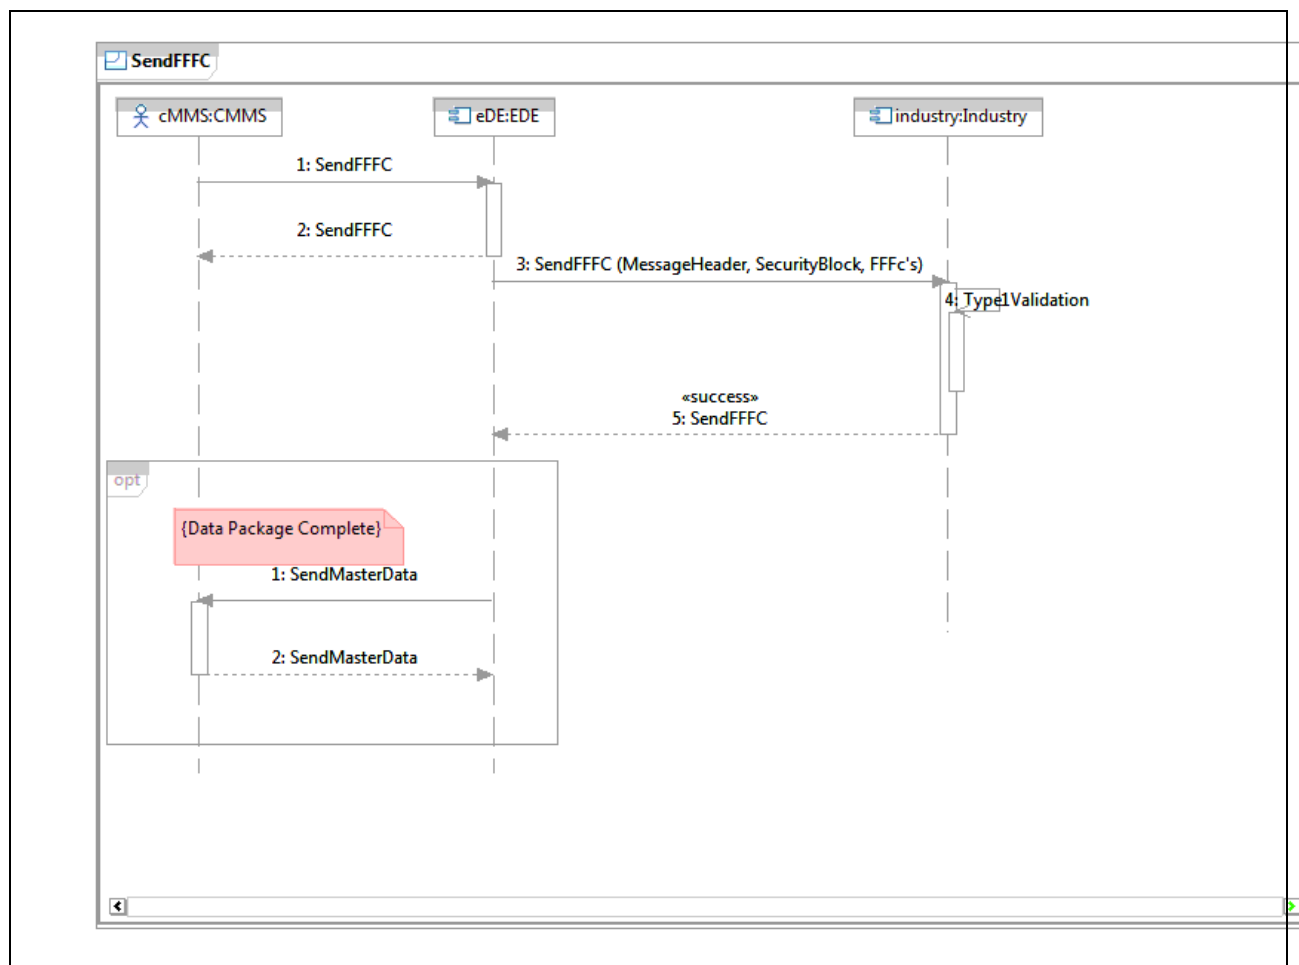 SendFFFC
cMMS:CMMS
eDE:EDE
industry:Industry
1: SendFFFC
2: SendFFFC
3: SendFFFC (MessageHeader, SecurityBlock, FFFc's)
4: Type1Validation
«success»
5: SendFFFC
opt
{Data Package Complete}
1: SendMasterData
2: SendMasterData